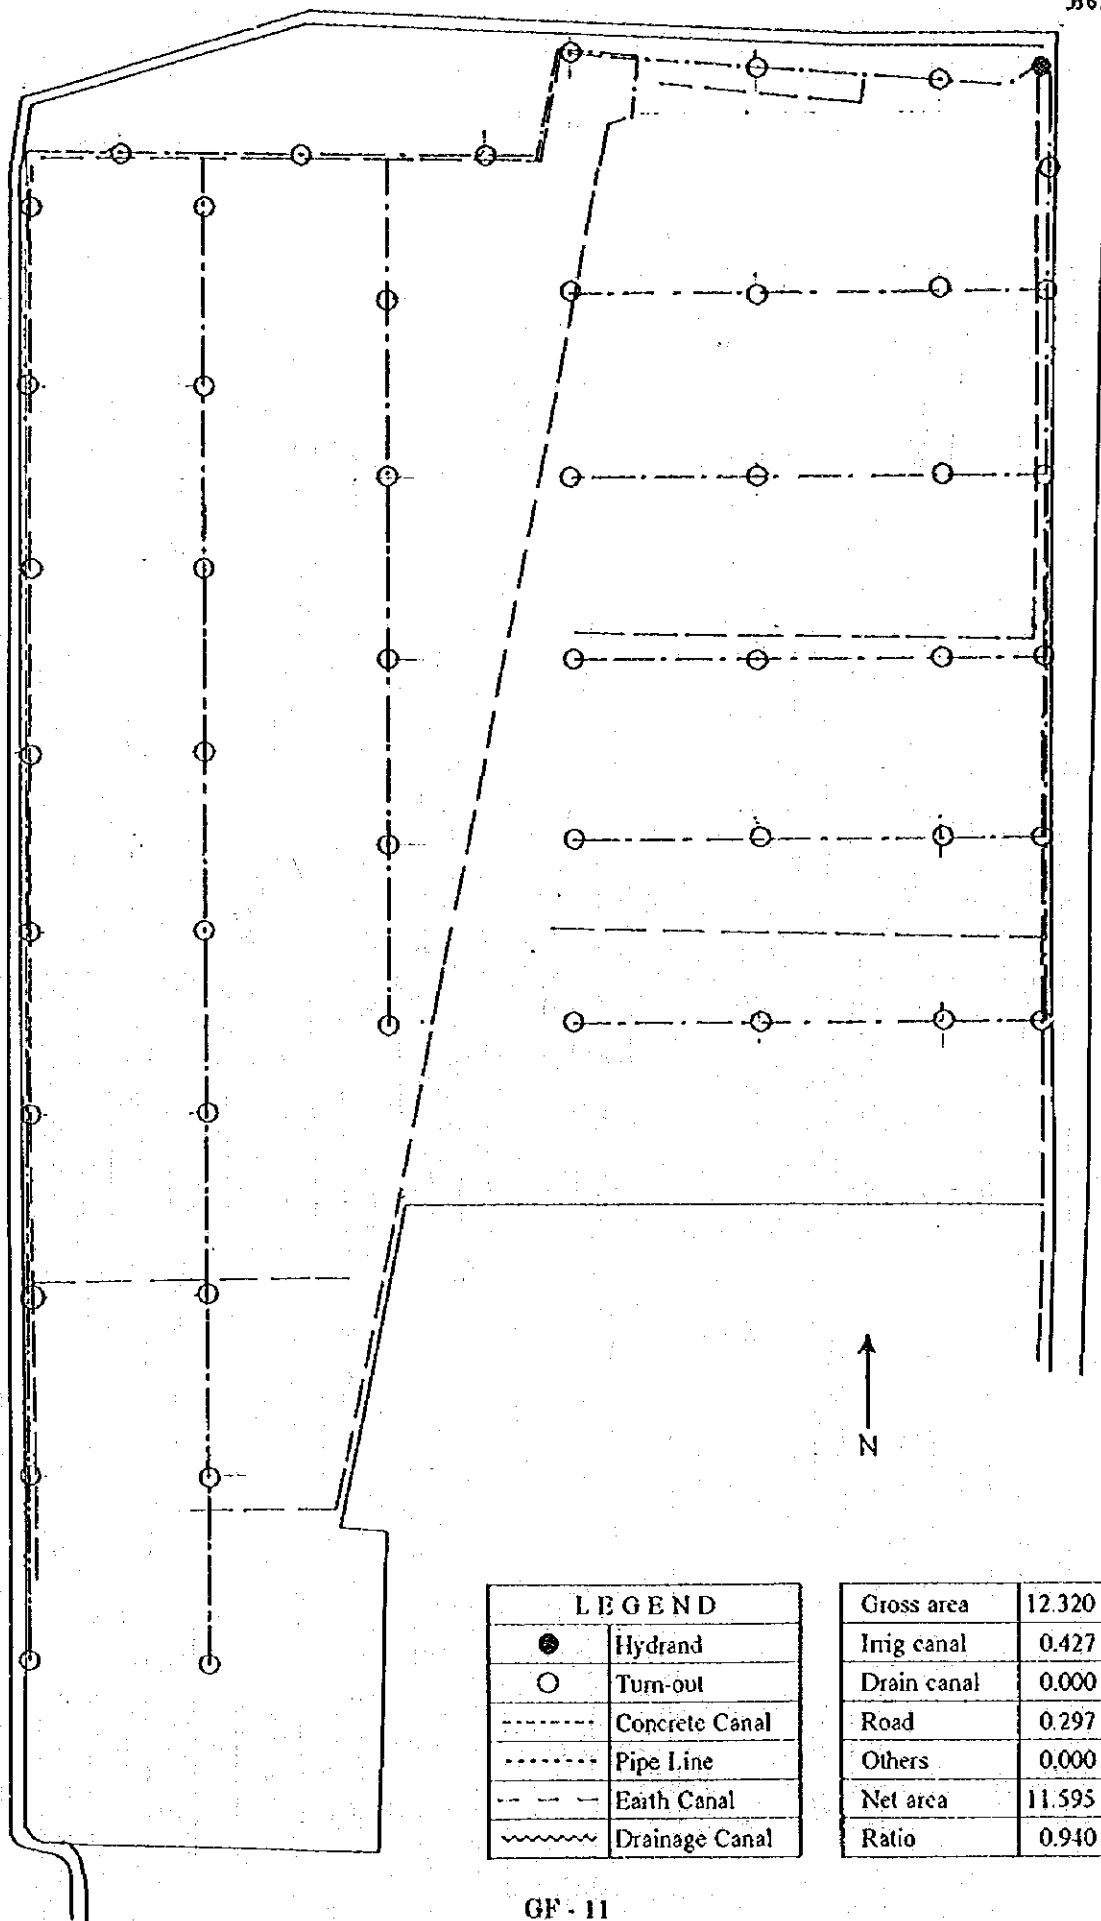 N
LEGEND
Hydrand
Turn-out
Concrete Canal
Pipe Line
Earth Canal
Drainage Canal
Gross area 12.320
Irrig canal 0.427
Drain canal 0.000
Road 0.297
Others 0.000
Net area 11.595
Ratio 0.940
GF - 11